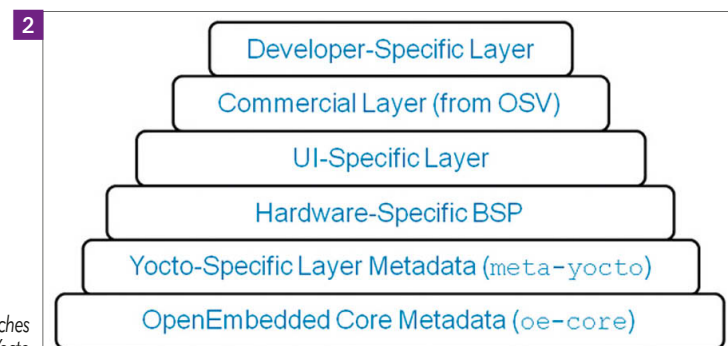 2
Developer-Specific Layer
Commercial Layer (from OSV)
UI-Specific Layer
Hardware-Specific BSP
Yocto-Specific Layer Metadata (meta-yocto)
OpenEmbedded Core Metadata (oe-core)
ches